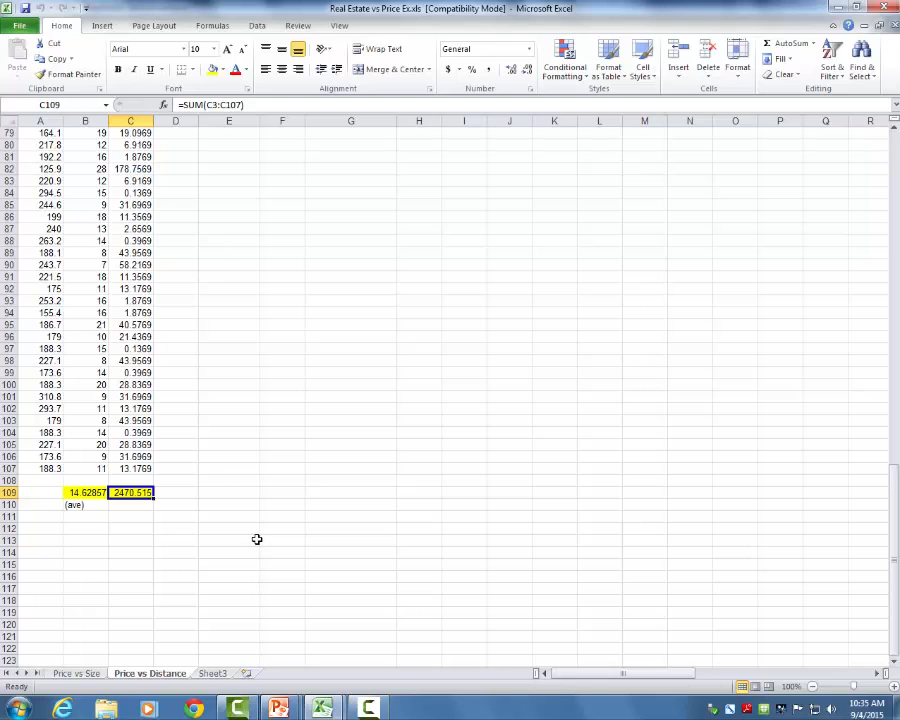 Real Estate vs Price Ex.xls [Compatibility Mode] - Microsoft Excel
File Home Insert Page Layout Formulas Data Review View
Paste Cut Copy Format Painter Clipboard
Arial 10 B I U Font
Wrap Text Merge & Center Alignment
General $ % , Number
Conditional Formatting Format as Table Cell Styles Styles
Insert Delete Format Cells
AutoSum Fill Clear Sort & Filter Find & Select Editing
C109 fx =SUM(C3:C107)
A B C D E F G H I J K L M N O P Q R
79 164.1 19 19.0969
80 217.8 12 6.9169
81 192.2 16 1.8769
82 125.9 28 178.7569
83 220.9 12 6.9169
84 294.5 15 0.1369
85 244.6 9 31.6969
86 199 18 11.3569
87 240 13 2.6569
88 263.2 14 0.3969
89 188.1 8 43.9569
90 243.7 7 58.2169
91 221.5 18 11.3569
92 175 11 13.1769
93 253.2 16 1.8769
94 155.4 16 1.8769
95 186.7 21 40.5769
96 179 10 21.4369
97 188.3 15 0.1369
98 227.1 8 43.9569
99 173.6 14 0.3969
100 188.3 20 28.8369
101 310.8 9 31.6969
102 293.7 11 13.1769
103 179 8 43.9569
104 188.3 14 0.3969
105 227.1 20 28.8369
106 173.6 9 31.6969
107 188.3 11 13.1769
108
109 14.62857 2470.515
110 (ave)
111
112
113
114
115
116
117
118
119
120
121
122
123
Price vs Size Price vs Distance Sheet3
Ready 100%
10:35 AM
9/4/2015